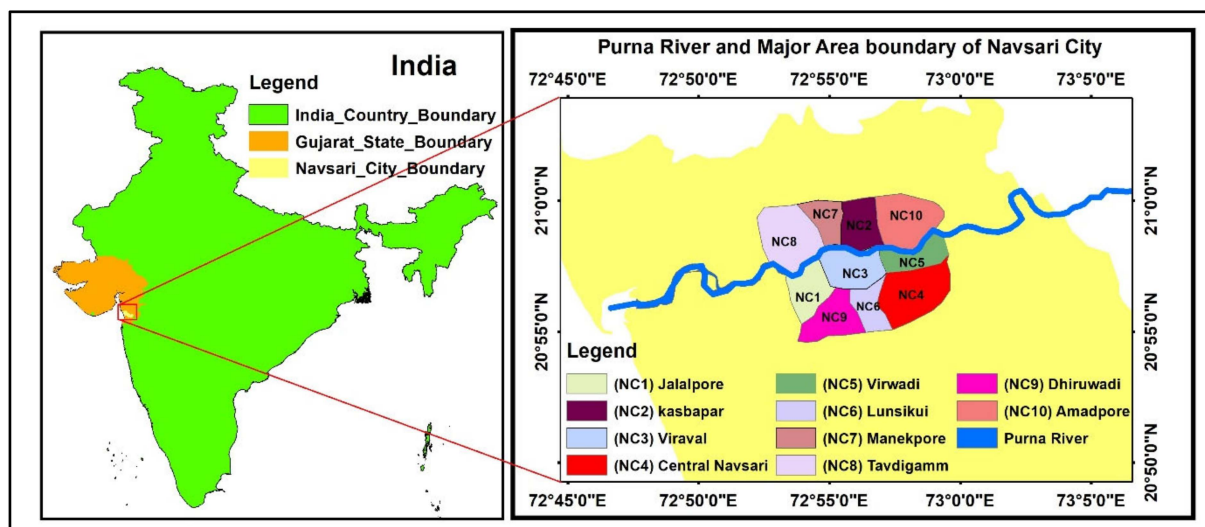 India
Legend
India_Country_Boundary
Gujarat_State_Boundary
Navsari_City_Boundary
Purna River and Major Area boundary of Navsari City
72°45'0"E 72°50'0"E 72°55'0"E 73°0'0"E 73°5'0"E
21°0'0"N
20°55'0"N
20°50'0"N
21°0'0"N
20°55'0"N
20°50'0"N
NC7
NC2
NC10
NC8
NC3
NC5
NC1
NC6
NC4
NC9
Legend
(NC1) Jalalpore
(NC2) kasbapar
(NC3) Viraval
(NC4) Central Navsari
(NC5) Virwadi
(NC6) Lunsikui
(NC7) Manekpore
(NC8) Tavdigamm
(NC9) Dhiruwadi
(NC10) Amadpore
Purna River
72°45'0"E 72°50'0"E 72°55'0"E 73°0'0"E 73°5'0"E